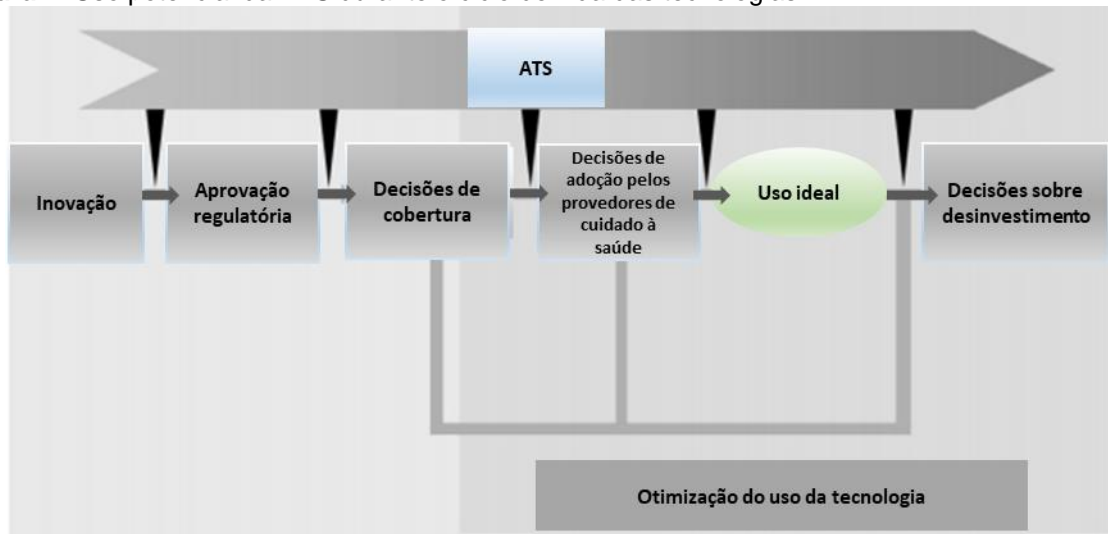 ATS
Inovação
Aprovação
regulatória
Decisões de
cobertura
Decisões de
adoção pelos
provedores de
cuidado à
saúde
Uso ideal
Decisões sobre
desinvestimento
Otimização do uso da tecnologia